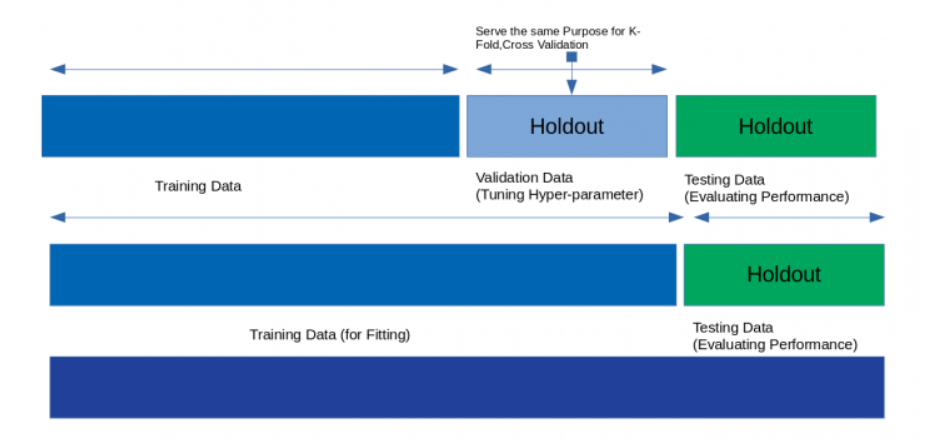 Serve the same Purpose for K-
Fold,Cross Validation
Holdout
Holdout
Training Data
Validation Data
(Tuning Hyper-parameter)
Testing Data
(Evaluating Performance)
Holdout
Training Data (for Fitting)
Testing Data
(Evaluating Performance)